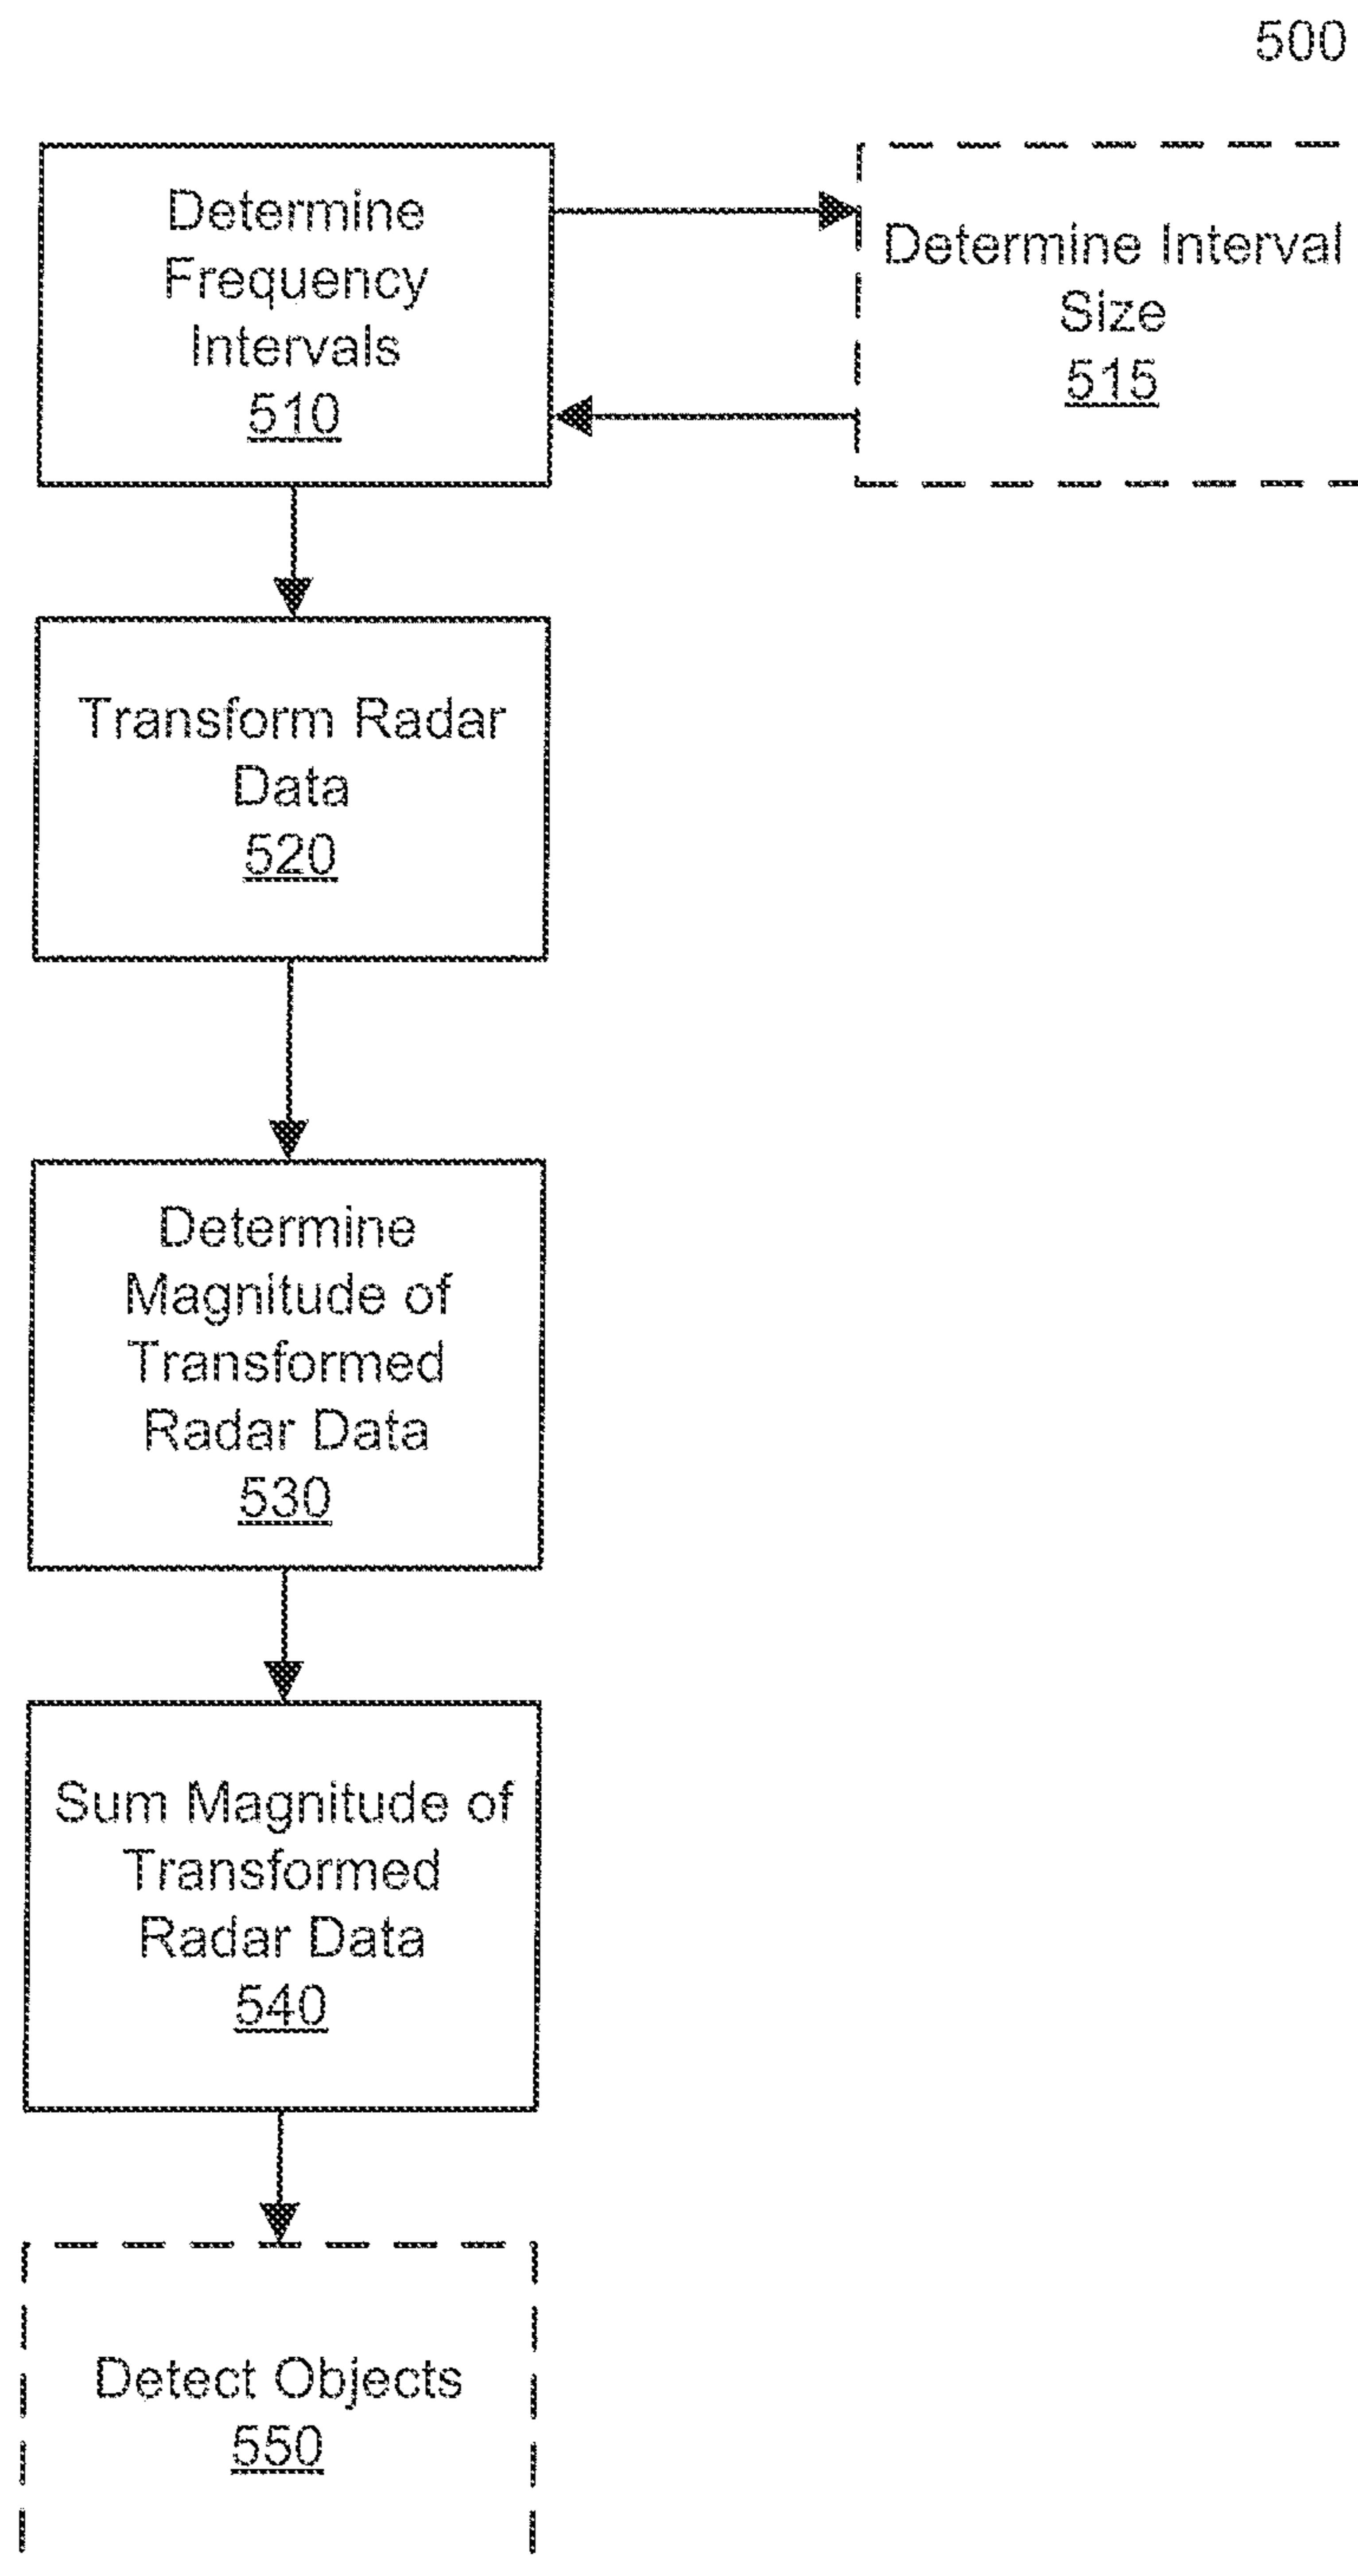 500
Determine
Frequency
Intervals
510
Determine Interval
Size
515
Transform Radar
Data
520
Determine
Magnitude of
Transformed
Radar Data
530
Sum Magnitude of
Transformed
Radar Data
540
Detect Objects
550